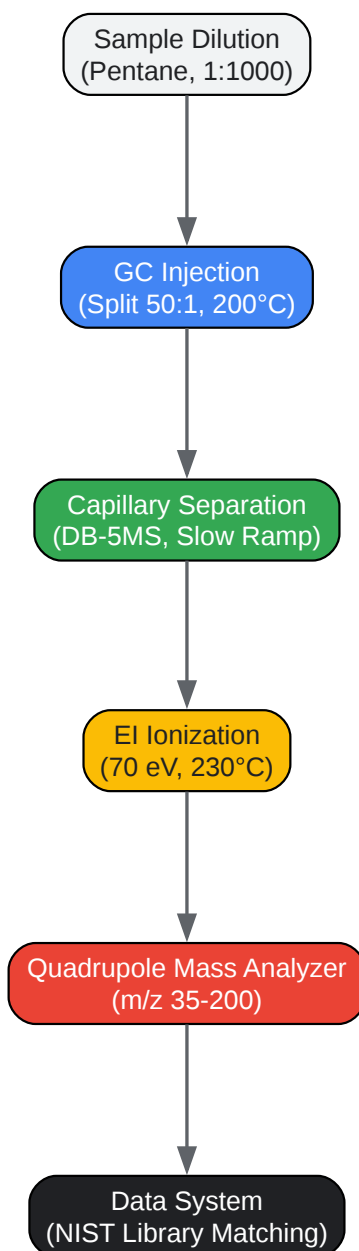 Sample Dilution
(Pentane, 1:1000)
GC Injection
(Split 50:1, 200°C)
Capillary Separation
(DB-5MS, Slow Ramp)
EI Ionization
(70 eV, 230°C)
Quadrupole Mass Analyzer
(m/z 35-200)
Data System
(NIST Library Matching)